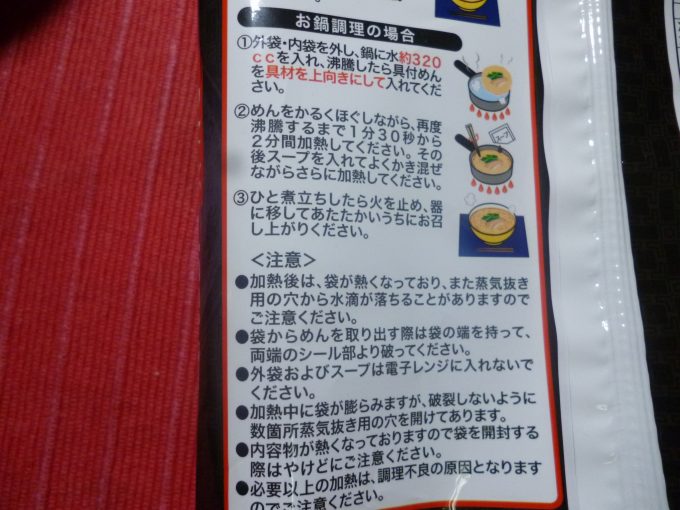 お鍋調理の場合
①外袋・内袋を外し、鍋に水約320
ccを入れ、沸騰したら具付めん
を具材を上向きにして入れてくだ
さい。
②めんをかるくほぐしながら、再度
沸騰するまで1分30秒から
2分間加熱してください。その
後スープを入れてよくかき混ぜ
ながらさらに加熱してください。
スープ
③ひと煮立ちしたら火を止め、器
に移してあたたかいうちにお召
し上がりください。
<注意>
●加熱後は、袋が熱くなっており、また蒸気抜き
用の穴から水滴が落ちることがありますので
ご注意ください。
●袋からめんを取り出す際は袋の端を持って、
両端のシール部より破ってください。
●外袋およびスープは電子レンジに入れないで
ください。
●加熱中に袋が膨らみますが、破裂しないように
数箇所蒸気抜き用の穴を開けてあります。
●内容物が熱くなっておりますので袋を開封する
際はやけどにご注意ください。
●必要以上の加熱は、調理不良の原因となります
のでご注意ください。